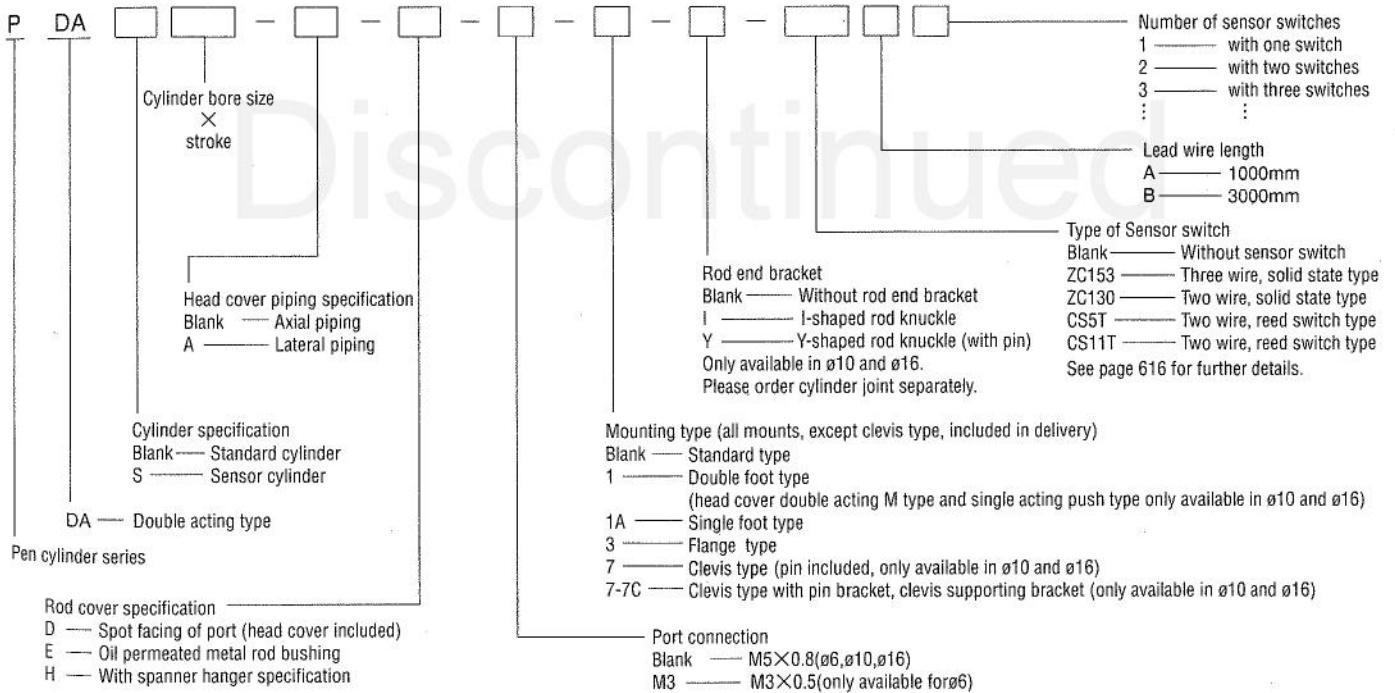 P DA
Number of sensor switches
1 with one switch
2 with two switches
3 with three switches
Cylinder bore size
×
stroke
Discontinued
Lead wire length
A 1000mm
B 3000mm
Type of Sensor switch
Blank Without sensor switch
ZC153 Three wire, solid state type
ZC130 Two wire, solid state type
CS5T Two wire, reed switch type
CS11T Two wire, reed switch type
See page 616 for further details.
Rod end bracket
Blank Without rod end bracket
I I-shaped rod knuckle
Y Y-shaped rod knuckle (with pin)
Only available in ø10 and ø16.
Please order cylinder joint separately.
Head cover piping specification
Blank Axial piping
A Lateral piping
Cylinder specification
Blank Standard cylinder
S Sensor cylinder
Mounting type (all mounts, except clevis type, included in delivery)
Blank Standard type
1 Double foot type
(head cover double acting M type and single acting push type only available in ø10 and ø16)
1A Single foot type
3 Flange type
7 Clevis type (pin included, only available in ø10 and ø16)
7-7C Clevis type with pin bracket, clevis supporting bracket (only available in ø10 and ø16)
DA Double acting type
Pen cylinder series
Rod cover specification
D Spot facing of port (head cover included)
E Oil permeated metal rod bushing
H With spanner hanger specification
Port connection
Blank M5×0.8(ø6,ø10,ø16)
M3 M3×0.5(only available forø6)